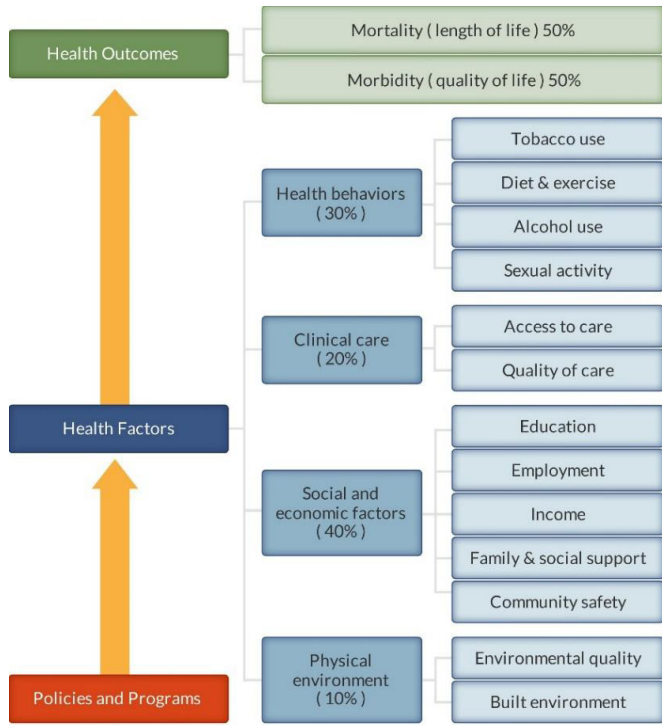 Health Outcomes
Mortality ( length of life ) 50%
Morbidity ( quality of life ) 50%
Health Factors
Health behaviors
( 30% )
Tobacco use
Diet & exercise
Alcohol use
Sexual activity
Clinical care
( 20% )
Access to care
Quality of care
Social and
economic factors
( 40% )
Education
Employment
Income
Family & social support
Community safety
Physical
environment
( 10% )
Environmental quality
Built environment
Policies and Programs